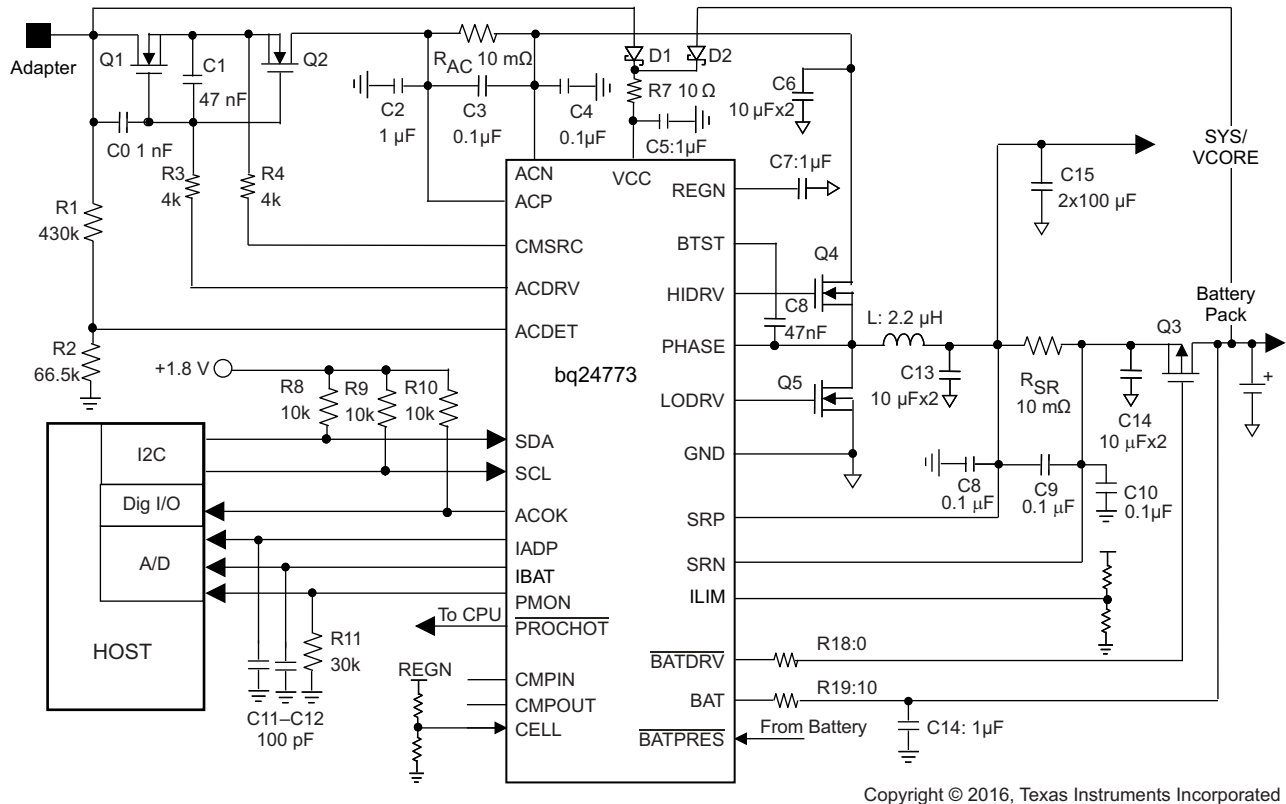 Adapter
Q1
C1
47 nF
Q2
R_AC
10 mΩ
D1
D2
R7 10 Ω
C2
1 µF
C3
0.1µF
C4
0.1µF
C5:1µF
C6
10 µFx2
C0 1 nF
R3
4k
R4
4k
R1
430k
R2
66.5k
C7:1µF
C15
2x100 µF
SYS/
VCORE
ACN
VCC
ACP
CMSRC
ACDRV
ACDET
REGN
BTST
HIDRV
PHASE
LODRV
GND
bq24773
Q4
C8
47nF
L: 2.2 µH
Q5
C13
10 µFx2
R_SR
10 mΩ
Q3
Battery
Pack
+
C14
10 µFx2
+1.8 V
R8
10k
R9
10k
R10
10k
I2C
Dig I/O
A/D
HOST
SDA
SCL
ACOK
IADP
IBAT
PMON
PROCHOT
To CPU
SRP
SRN
ILIM
C8
0.1 µF
C9
0.1 µF
C10
0.1µF
R11
30k
C11–C12
100 pF
REGN
CMPIN
CMPOUT
CELL
BATDRV
R18:0
BAT
R19:10
BATPRES
From Battery
C14: 1µF
Copyright © 2016, Texas Instruments Incorporated